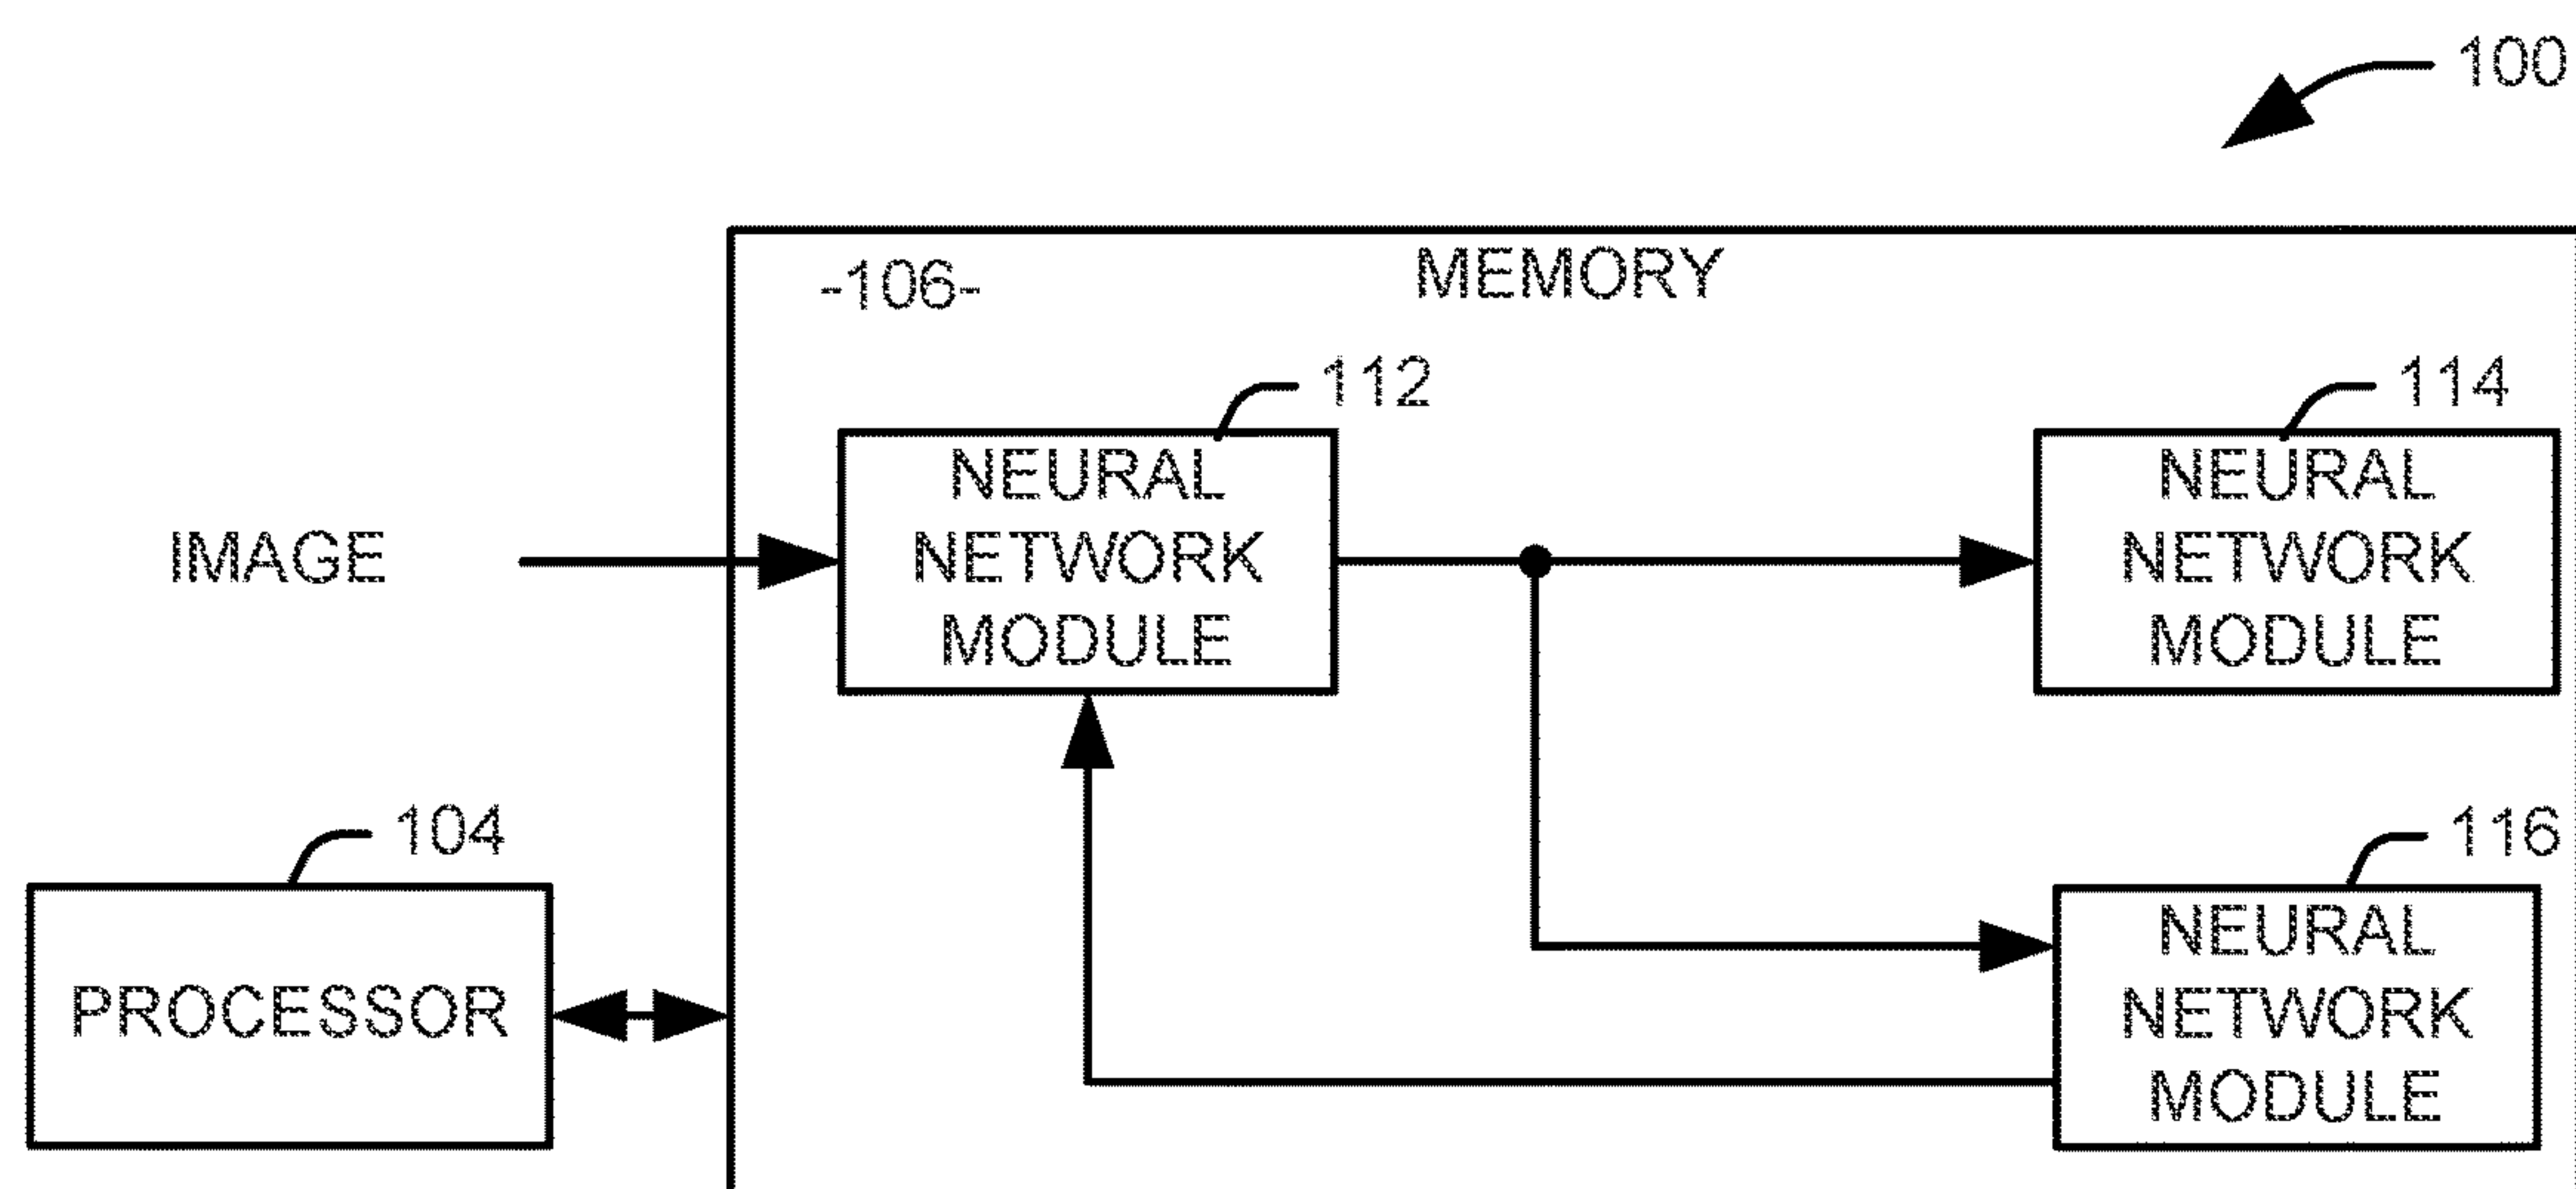 100
-106-
MEMORY
112
114
NEURAL
NETWORK
MODULE
NEURAL
NETWORK
MODULE
IMAGE
104
116
PROCESSOR
NEURAL
NETWORK
MODULE